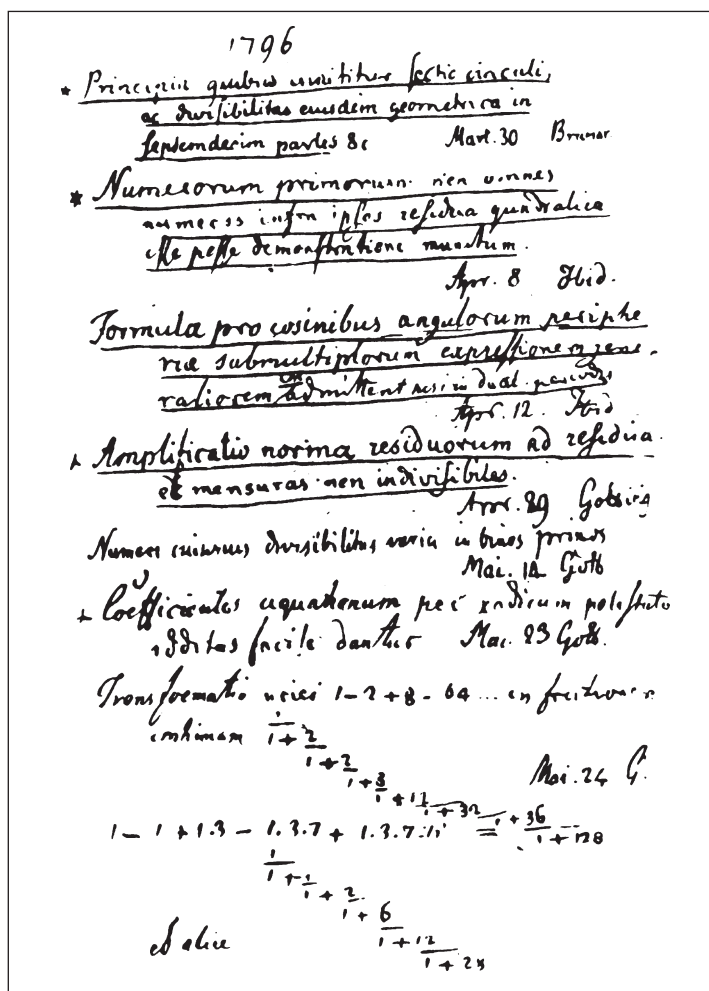 1796
* Principia quibus innititur sectio circuli,
ac divisibilitas eiusdem geometrica in
septemdecim partes &c Mart. 30 Brunsv
* Numerorum primorum non omnes
numeros infra ipsos residua quadratica
esse posse demonstratione munitum.
Apr. 8 Ibid.
Formula pro cosinibus angulorum periphe
riae submultiplorum expressionem gene
raliorem admittent nisi in duab. periodis
Apr. 12. Ibid
+ Amplificatio normae residuorum ad residua
et mensuras non indivisibiles.
Apr. 29 Gotting
Numeri cuiusvis divisibilitas varia in binos primos
Mai. 14 Gott
+ Coefficientes aequationum per radicum potestates
additas facile dantur Mai. 23 Gott.
Transformatio seriei 1 - 2 + 8 - 64 ... in fractionem
continuam 1/1 + 2/1 + 2/1 + 8/1 + 12/1 + 32/1 + 36/1 + 128
Mai. 24 G.
1 - 1 + 1.3 - 1.3.7 + 1.3.7.15 =
1/1 + 1/1 + 2/1 + 6/1 + 12/1 + 28
et aliae